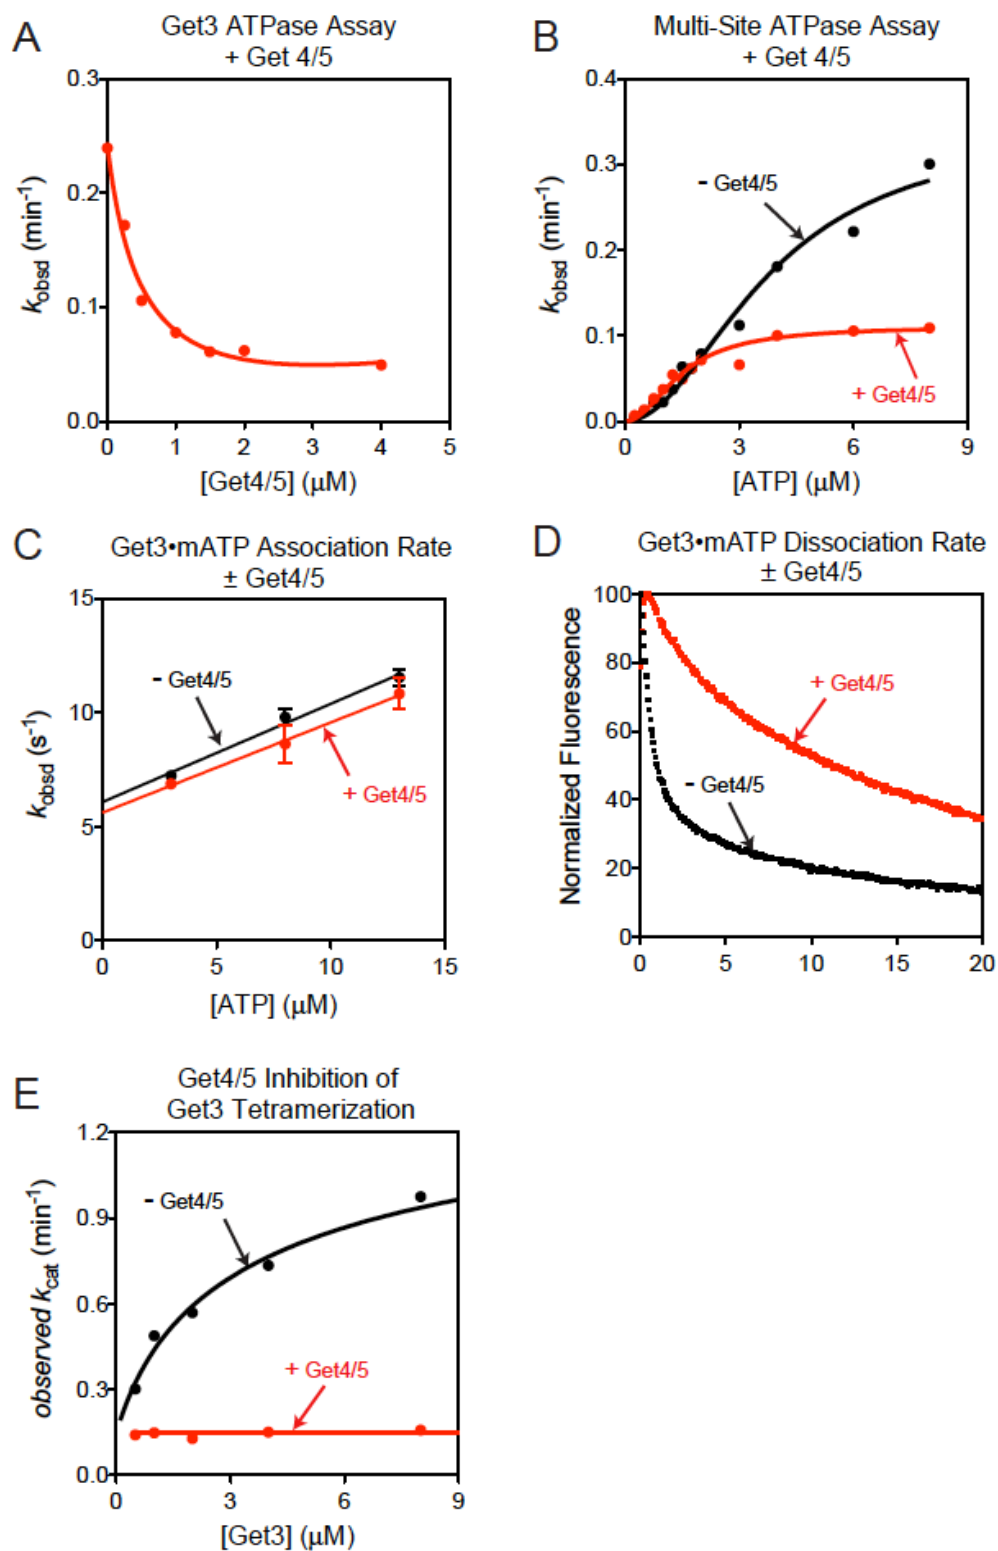 A
Get3 ATPase Assay
+ Get 4/5
0.3
0.2
0.1
0.0
kobsd (min-1)
0 1 2 3 4 5
[Get4/5] (μM)
B
Multi-Site ATPase Assay
+ Get 4/5
0.4
0.3
0.2
0.1
0.0
kobsd (min-1)
- Get4/5
+ Get4/5
0 3 6 9
[ATP] (μM)
C
Get3•mATP Association Rate
± Get4/5
15
10
5
0
kobsd (s-1)
- Get4/5
+ Get4/5
0 5 10 15
[ATP] (μM)
D
Get3•mATP Dissociation Rate
± Get4/5
100
80
60
40
20
0
Normalized Fluorescence
+ Get4/5
- Get4/5
0 5 10 15 20
E
Get4/5 Inhibition of
Get3 Tetramerization
1.2
0.9
0.6
0.3
0.0
observed kcat (min-1)
- Get4/5
+ Get4/5
0 3 6 9
[Get3] (μM)